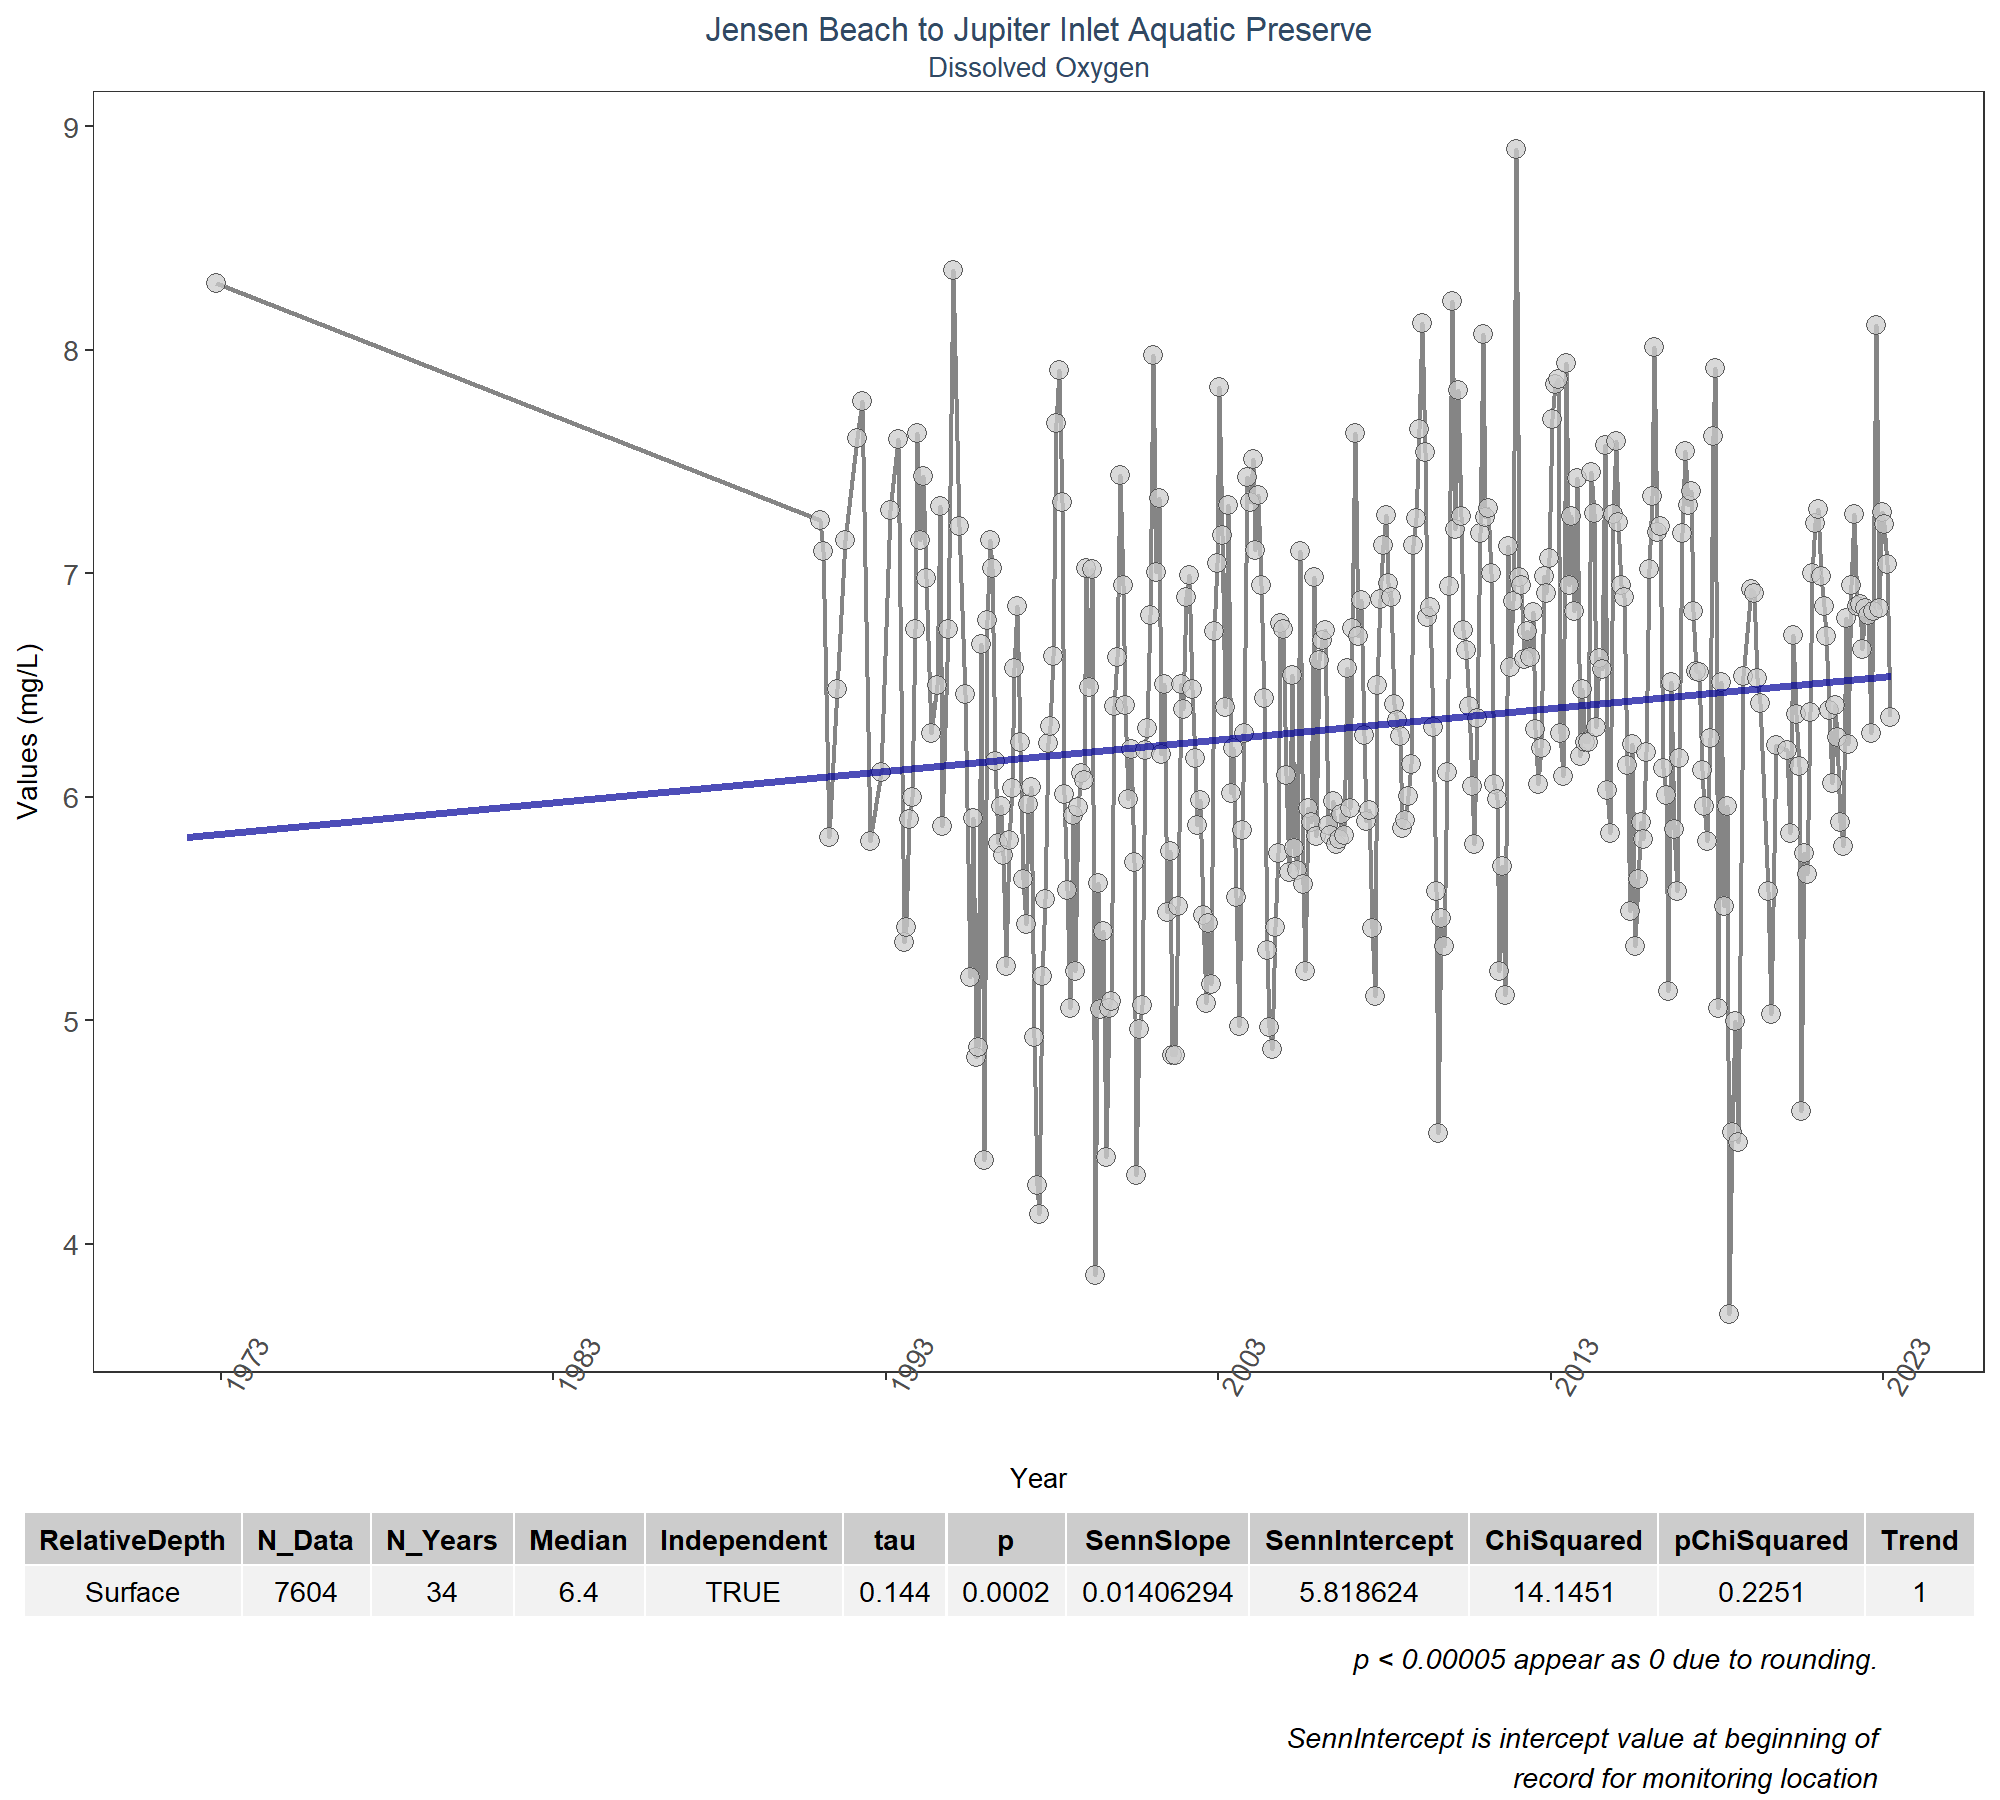 Jensen Beach to Jupiter Inlet Aquatic Preserve
Dissolved Oxygen
9
8
7
6
5
4
Values (mg/L)
1973 1983 1993 2003 2013 2023
Year
RelativeDepth N_Data N_Years Median Independent tau p SennSlope SennIntercept ChiSquared pChiSquared Trend
Surface 7604 34 6.4 TRUE 0.144 0.0002 0.01406294 5.818624 14.1451 0.2251 1
p < 0.00005 appear as 0 due to rounding.
SennIntercept is intercept value at beginning of
record for monitoring location